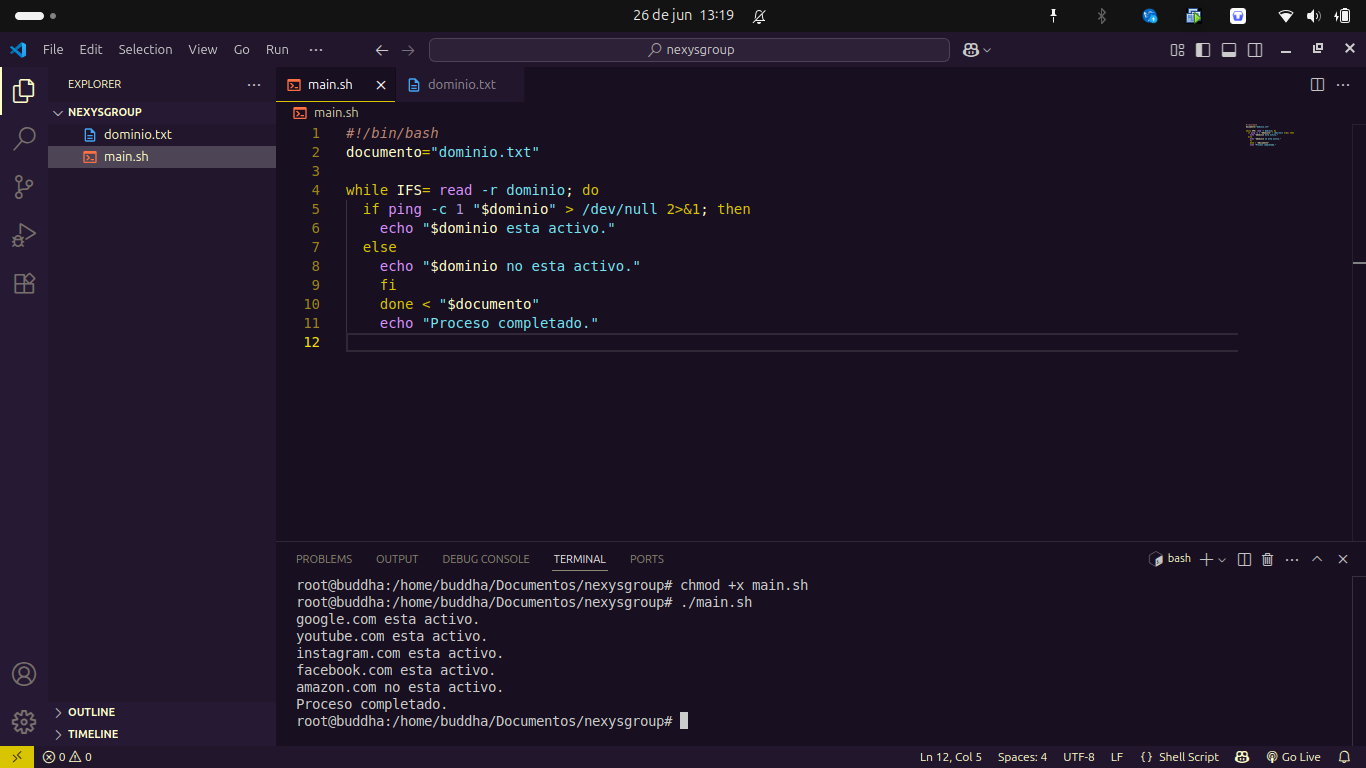 26 de jun 13:19
File Edit Selection View Go Run ···
nexysgroup
EXPLORER ···
NEXYSGROUP
dominio.txt
main.sh
OUTLINE
TIMELINE
main.sh dominio.txt
main.sh
1 #!/bin/bash
2 documento="dominio.txt"
3
4 while IFS= read -r dominio; do
5 if ping -c 1 "$dominio" > /dev/null 2>&1; then
6 echo "$dominio esta activo."
7 else
8 echo "$dominio no esta activo."
9 fi
10 done < "$documento"
11 echo "Proceso completado."
12
PROBLEMS OUTPUT DEBUG CONSOLE TERMINAL PORTS
bash
root@buddha:/home/buddha/Documentos/nexysgroup# chmod +x main.sh
root@buddha:/home/buddha/Documentos/nexysgroup# ./main.sh
google.com esta activo.
youtube.com esta activo.
instagram.com esta activo.
facebook.com esta activo.
amazon.com no esta activo.
Proceso completado.
root@buddha:/home/buddha/Documentos/nexysgroup#
0 0 Ln 12, Col 5 Spaces: 4 UTF-8 LF {} Shell Script Go Live